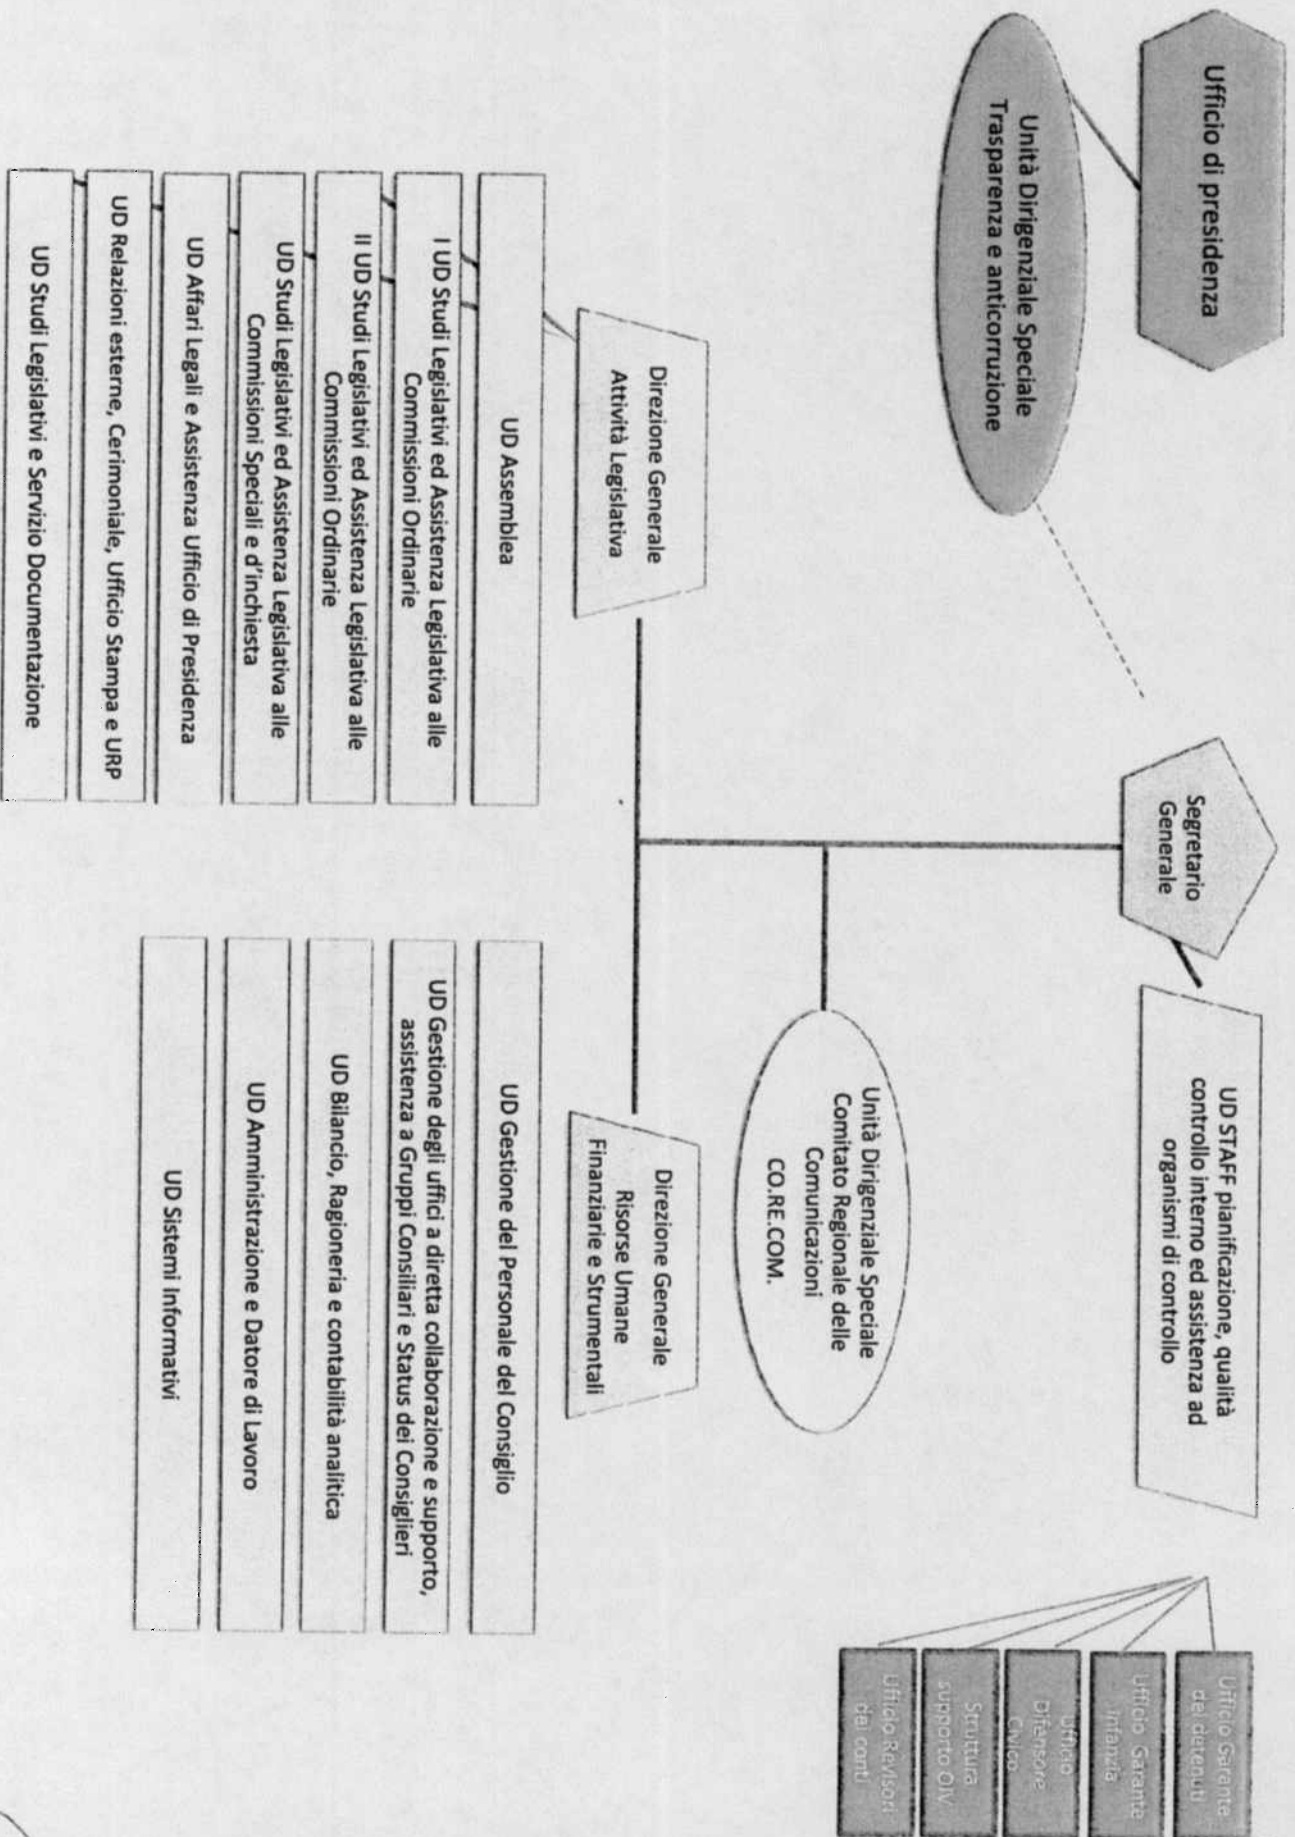 Ufficio di presidenza
Unità Dirigenziale Speciale
Trasparenza e anticorruzione
Segretario
Generale
UD STAFF pianificazione, qualità
controllo interno ed assistenza ad
organismi di controllo
Ufficio Garante
dei detenuti
Ufficio Garante
infanzia
Ufficio
Difensore
Civico
Struttura
supporto OIV
Ufficio Revisori
dei conti
Unità Dirigenziale Speciale
Comitato Regionale delle
Comunicazioni
CO.RE.COM.
Direzione Generale
Attività Legislativa
Direzione Generale
Risorse Umane
Finanziarie e Strumentali
UD Assemblea
I UD Studi Legislativi ed Assistenza Legislativa alle
Commissioni Ordinarie
II UD Studi Legislativi ed Assistenza Legislativa alle
Commissioni Ordinarie
UD Studi Legislativi ed Assistenza Legislativa alle
Commissioni Speciali e d'inchiesta
UD Affari Legali e Assistenza Ufficio di Presidenza
UD Relazioni esterne, Cerimoniale, Ufficio Stampa e URP
UD Studi Legislativi e Servizio Documentazione
UD Gestione del Personale del Consiglio
UD Gestione degli uffici a diretta collaborazione e supporto,
assistenza a Gruppi Consiliari e Status dei Consiglieri
UD Bilancio, Ragioneria e contabilità analitica
UD Amministrazione e Datore di Lavoro
UD Sistemi Informativi